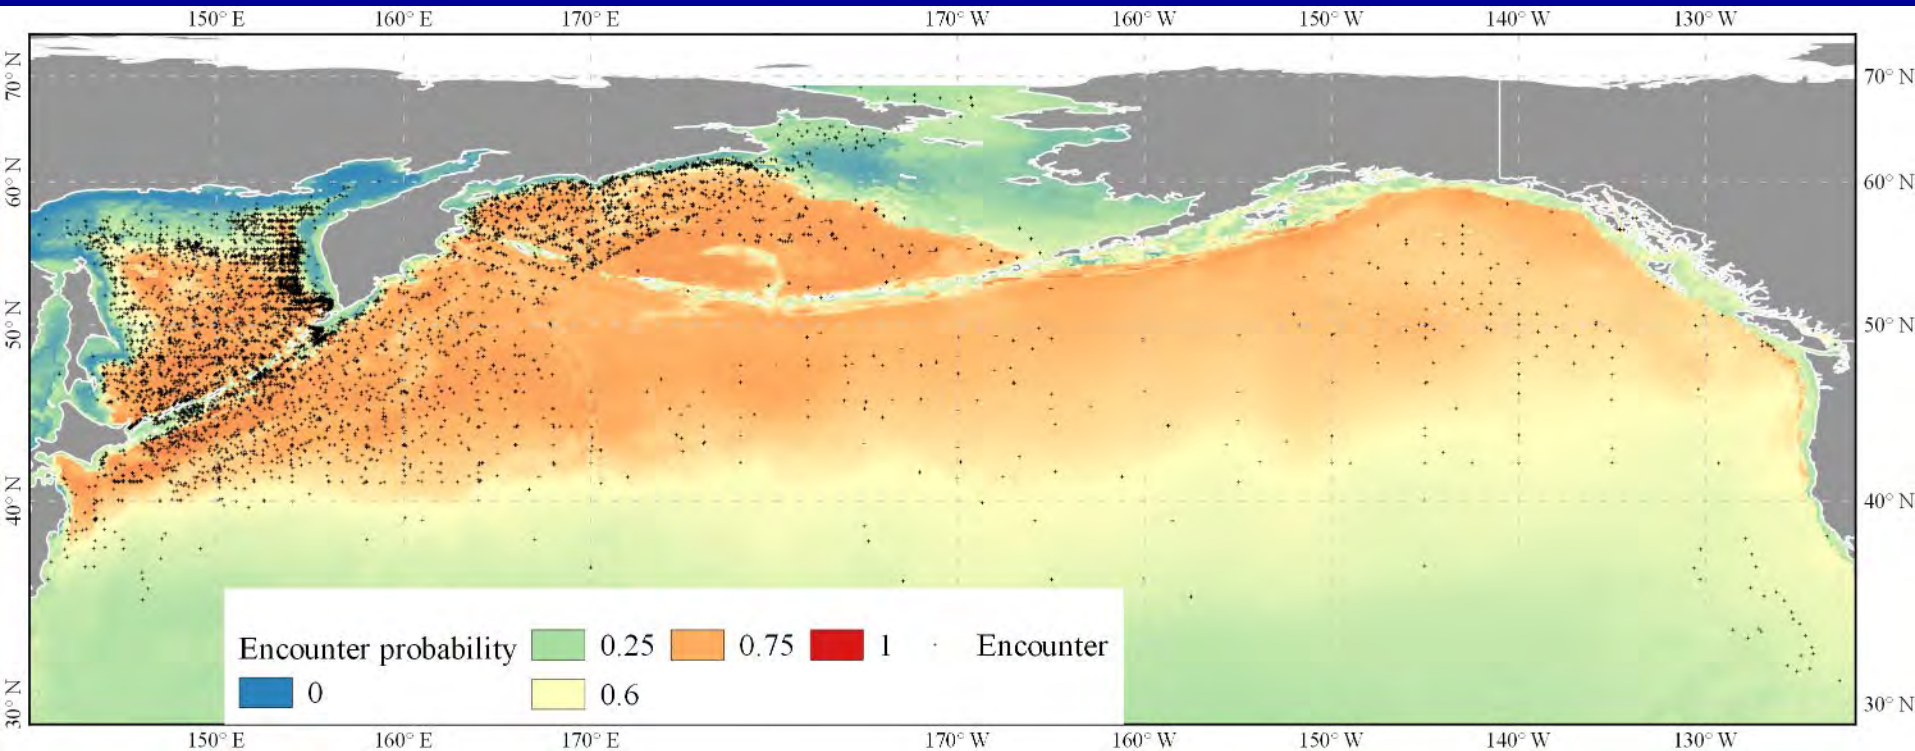 150° E 160° E 170° E 170° W 160° W 150° W 140° W 130° W
70° N 70° N
60° N 60° N
50° N 50° N
40° N 40° N
Encounter probability 0.25 0.75 1 Encounter
0 0.6
30° N 30° N
150° E 160° E 170° E 170° W 160° W 150° W 140° W 130° W